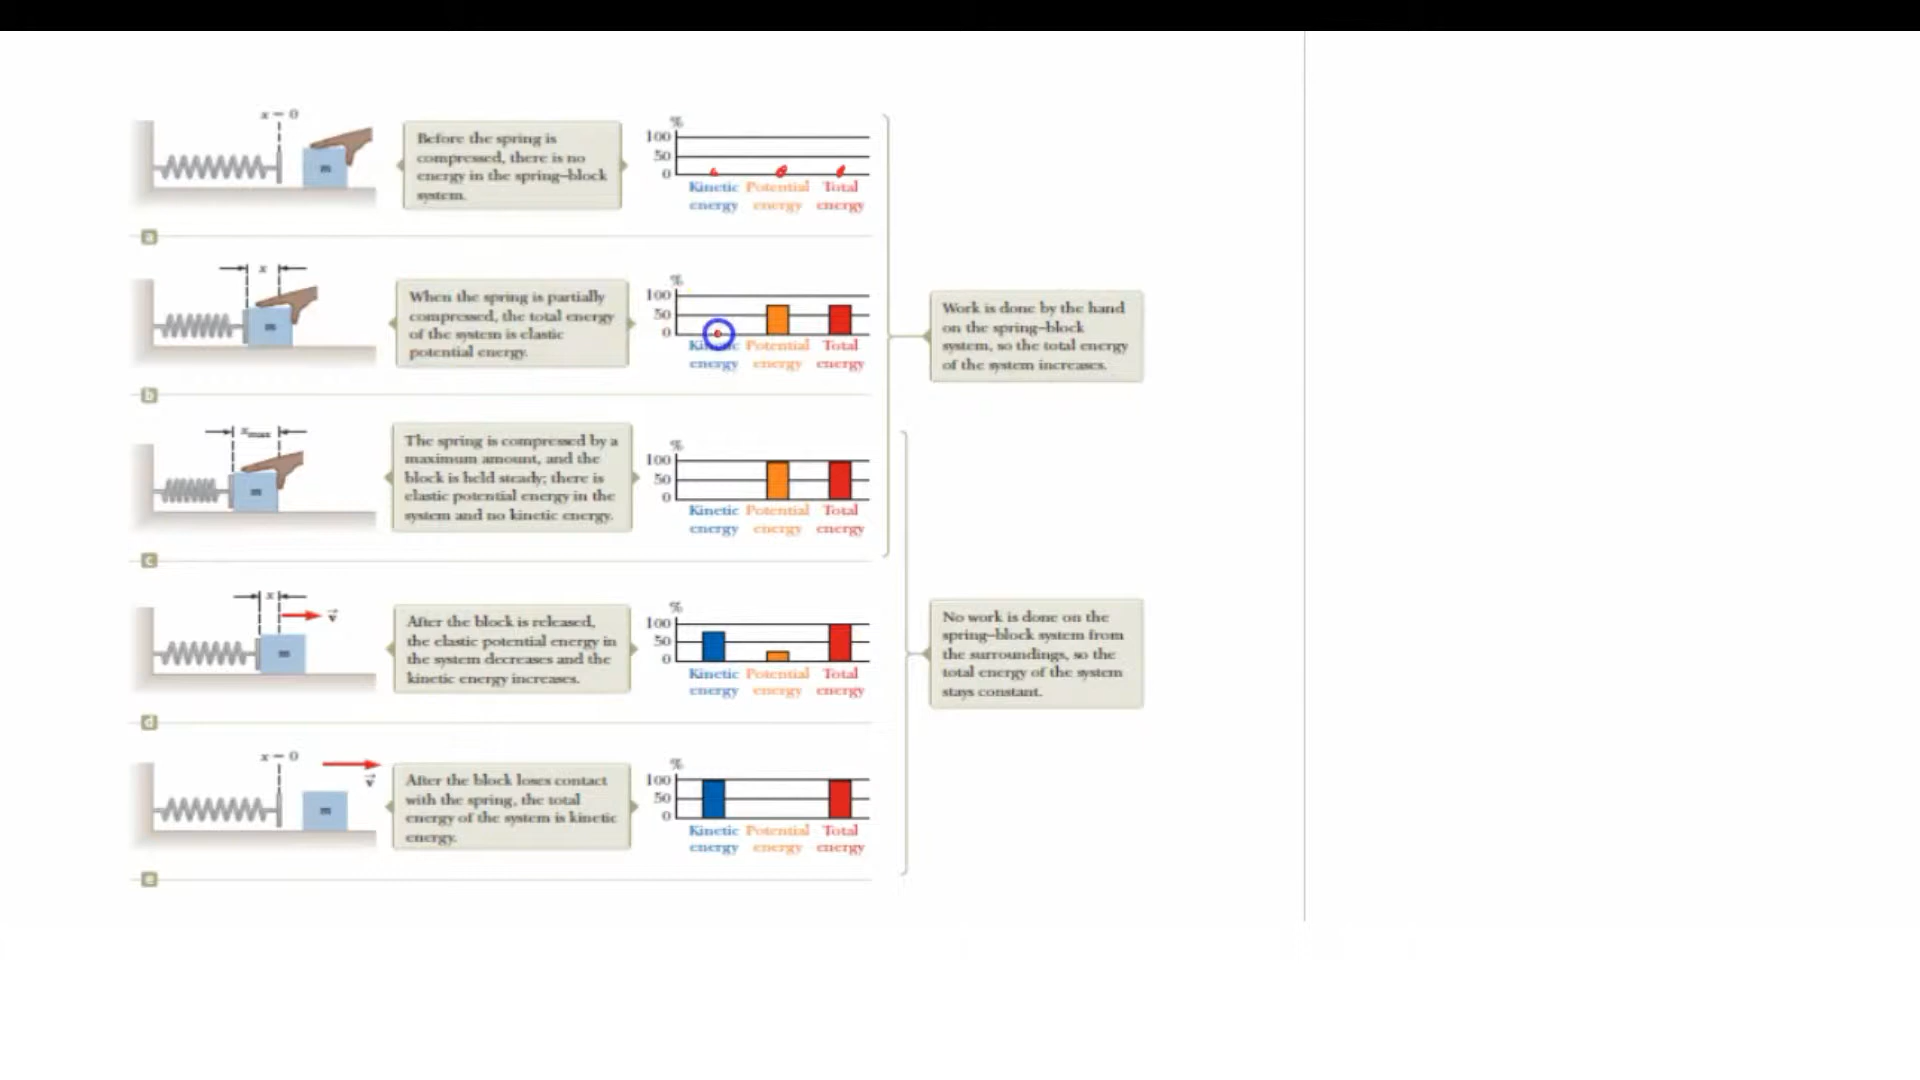 x = 0
m
Before the spring is
compressed, there is no
energy in the spring–block
system.
%
100
50
0
Kinetic energy
Potential energy
Total energy
a
x
m
When the spring is partially
compressed, the total energy
of the system is elastic
potential energy.
%
100
50
0
Kinetic energy
Potential energy
Total energy
Work is done by the hand
on the spring–block
system, so the total energy
of the system increases.
b
xmax
m
The spring is compressed by a
maximum amount, and the
block is held steady; there is
elastic potential energy in the
system and no kinetic energy.
%
100
50
0
Kinetic energy
Potential energy
Total energy
c
x
v
m
After the block is released,
the elastic potential energy in
the system decreases and the
kinetic energy increases.
%
100
50
0
Kinetic energy
Potential energy
Total energy
No work is done on the
spring–block system from
the surroundings, so the
total energy of the system
stays constant.
d
x = 0
v
m
After the block loses contact
with the spring, the total
energy of the system is kinetic
energy.
%
100
50
0
Kinetic energy
Potential energy
Total energy
e